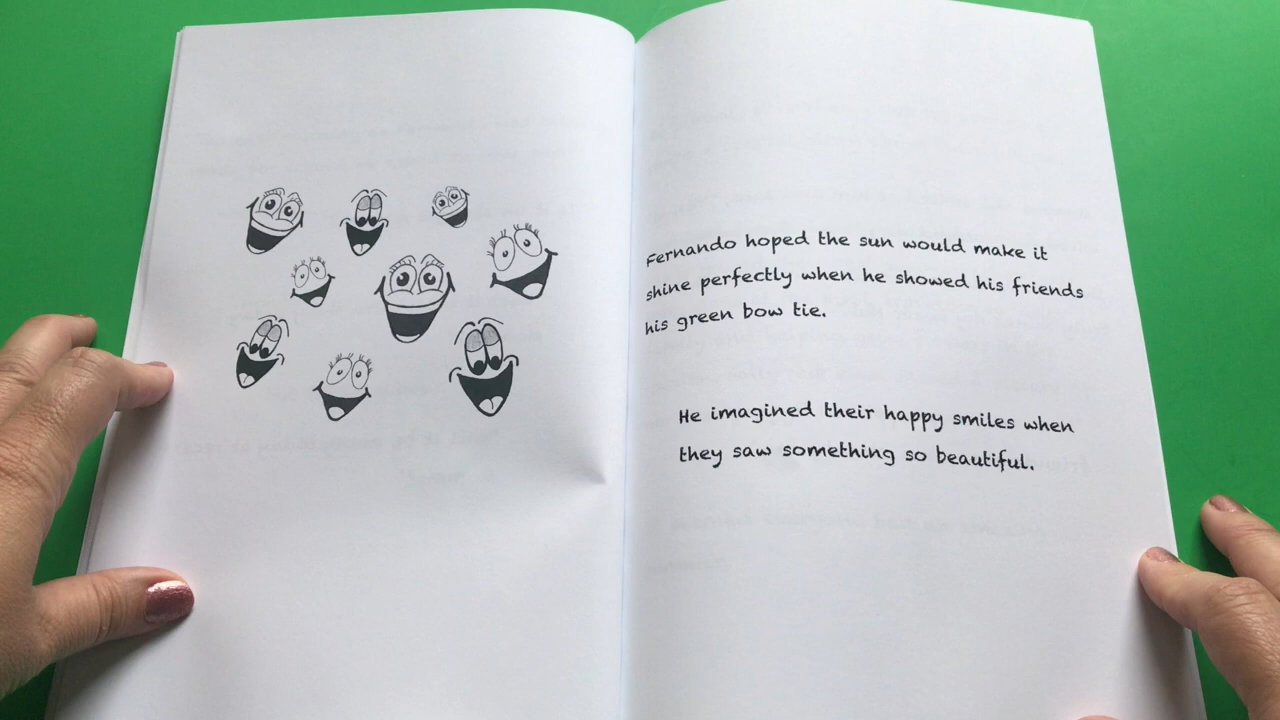 Fernando hoped the sun would make it
shine perfectly when he showed his friends
his green bow tie.
He imagined their happy smiles when
they saw something so beautiful.